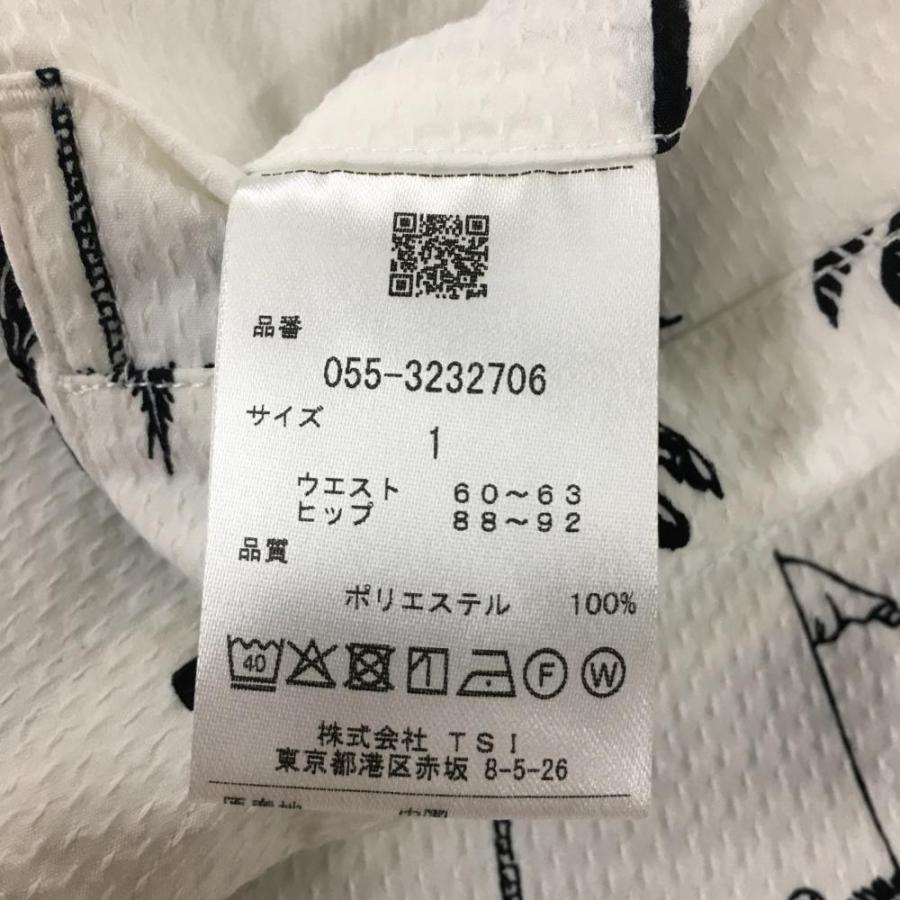 品番
055-3232706
サイズ
1
ウエスト 60～63
ヒップ 88～92
品質
ポリエステル 100%
40
F W
株式会社 TSI
東京都港区赤坂 8-5-26